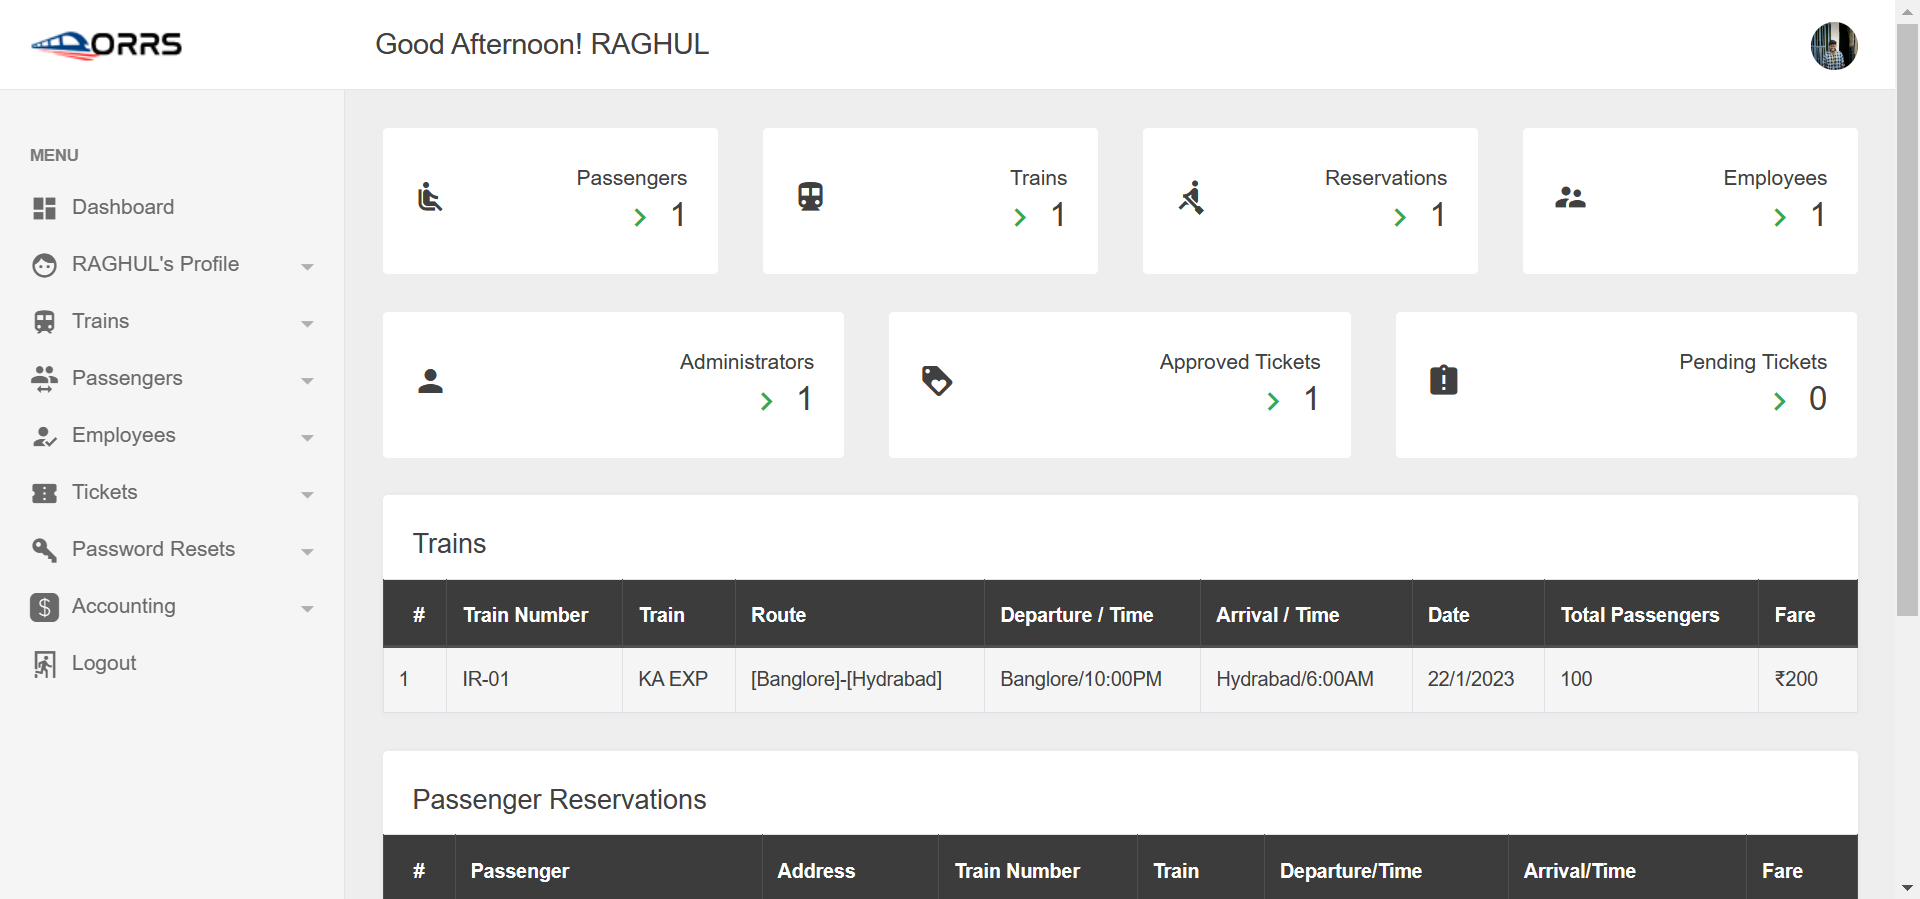 ORRS
Good Afternoon! RAGHUL
MENU
Dashboard
RAGHUL's Profile
Trains
Passengers
Employees
Tickets
Password Resets
Accounting
Logout
Passengers
1
Trains
1
Reservations
1
Employees
1
Administrators
1
Approved Tickets
1
Pending Tickets
0
Trains
# Train Number Train Route Departure / Time Arrival / Time Date Total Passengers Fare
1 IR-01 KA EXP [Banglore]-[Hydrabad] Banglore/10:00PM Hydrabad/6:00AM 22/1/2023 100 ₹200
Passenger Reservations
# Passenger Address Train Number Train Departure/Time Arrival/Time Fare